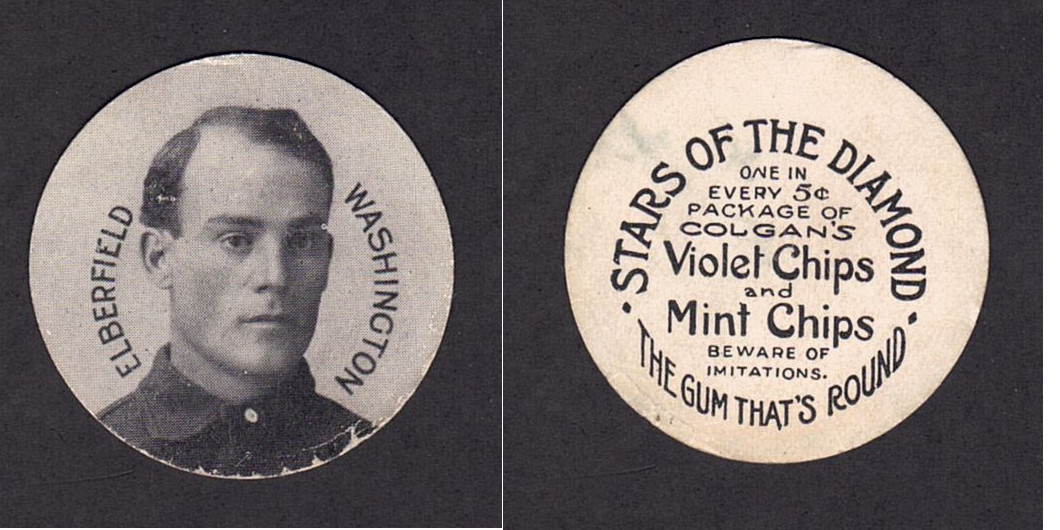 ELBERFIELD
WASHINGTON
STARS OF THE DIAMOND
ONE IN
EVERY 5¢
PACKAGE OF
COLGAN'S
Violet Chips
and
Mint Chips
BEWARE OF
IMITATIONS.
THE GUM THAT'S ROUND